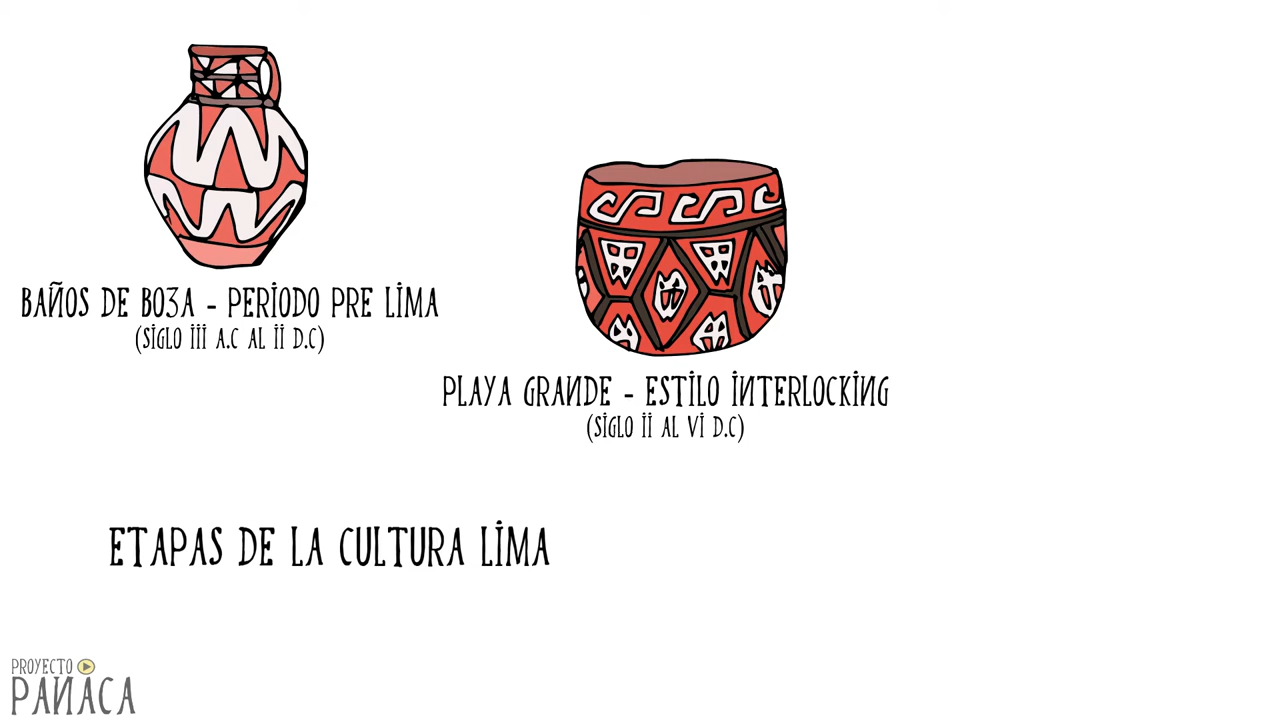 BAÑOS DE BOZA - PERIODO PRE LIMA
(SIGLO III A.C AL II D.C)
PLAYA GRANDE - ESTILO INTERLOCKING
(SIGLO II AL VI D.C)
ETAPAS DE LA CULTURA LIMA
PROYECTO
PANACA